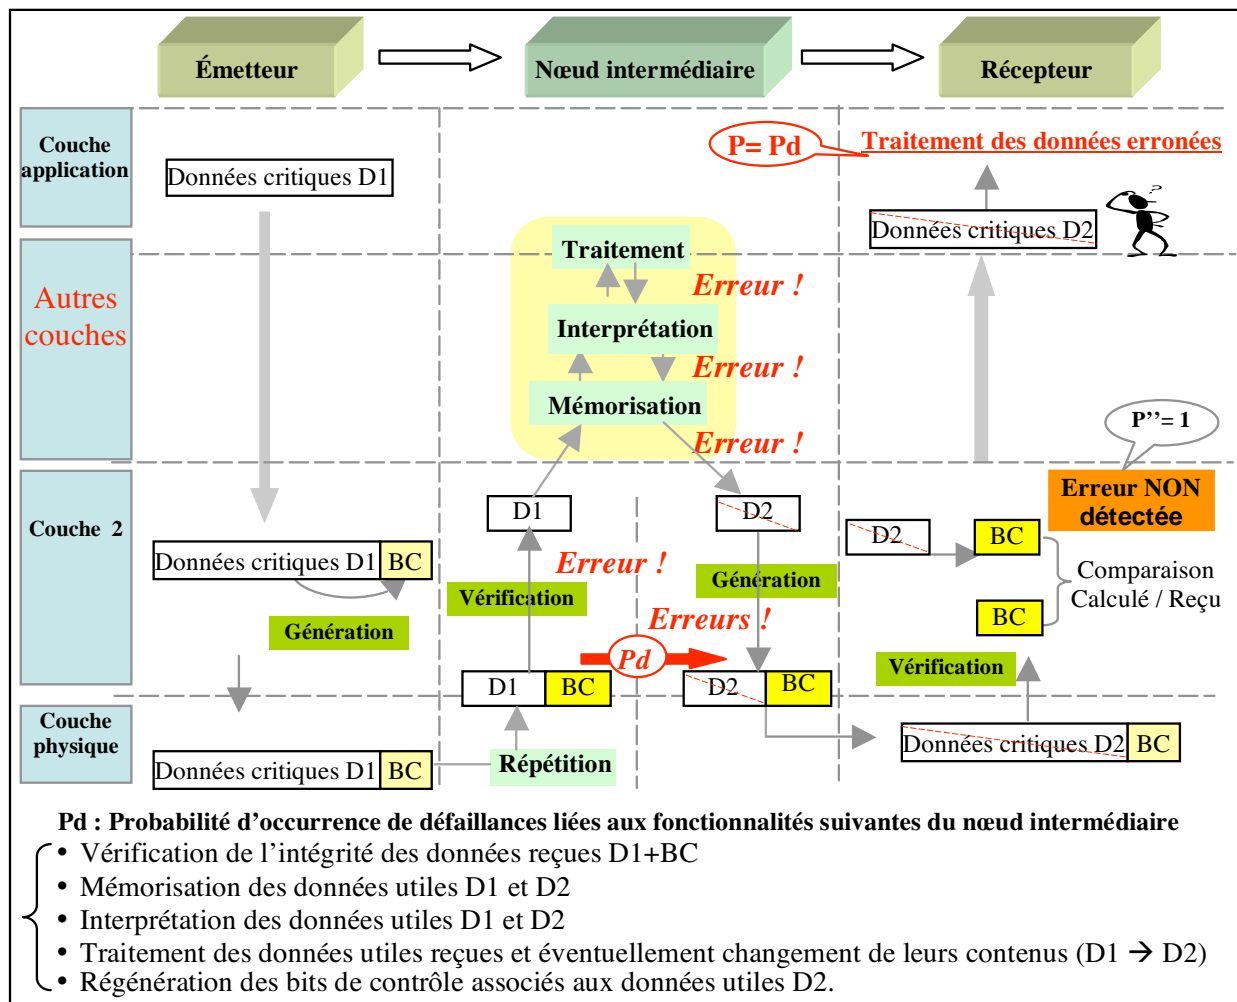 Émetteur
Nœud intermédiaire
Récepteur
Couche
application
Données critiques D1
P= Pd
Traitement des données erronées
?
Données critiques D2
Autres
couches
Traitement
Erreur !
Interprétation
Erreur !
Mémorisation
Erreur !
P’’= 1
Erreur NON
détectée
Couche 2
Données critiques D1
BC
Génération
D1
Erreur !
Vérification
D2
Génération
Erreurs !
Pd
D1
BC
D2
BC
D2
BC
Comparaison
Calculé / Reçu
BC
Vérification
Couche
physique
Données critiques D1
BC
Répétition
Données critiques D2
BC
Pd : Probabilité d’occurrence de défaillances liées aux fonctionnalités suivantes du nœud intermédiaire
• Vérification de l’intégrité des données reçues D1+BC
• Mémorisation des données utiles D1 et D2
• Interprétation des données utiles D1 et D2
• Traitement des données utiles reçues et éventuellement changement de leurs contenus (D1 → D2)
• Régénération des bits de contrôle associés aux données utiles D2.